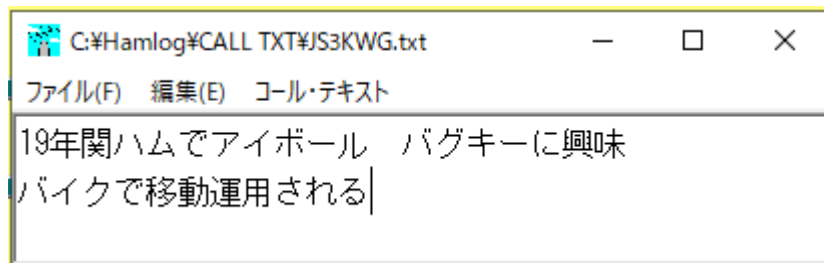 C:¥Hamlog¥CALL TXT¥JS3KWG.txt
ファイル(F) 編集(E) コール・テキスト
19年関ハムでアイボール　バグキーに興味
バイクで移動運用される